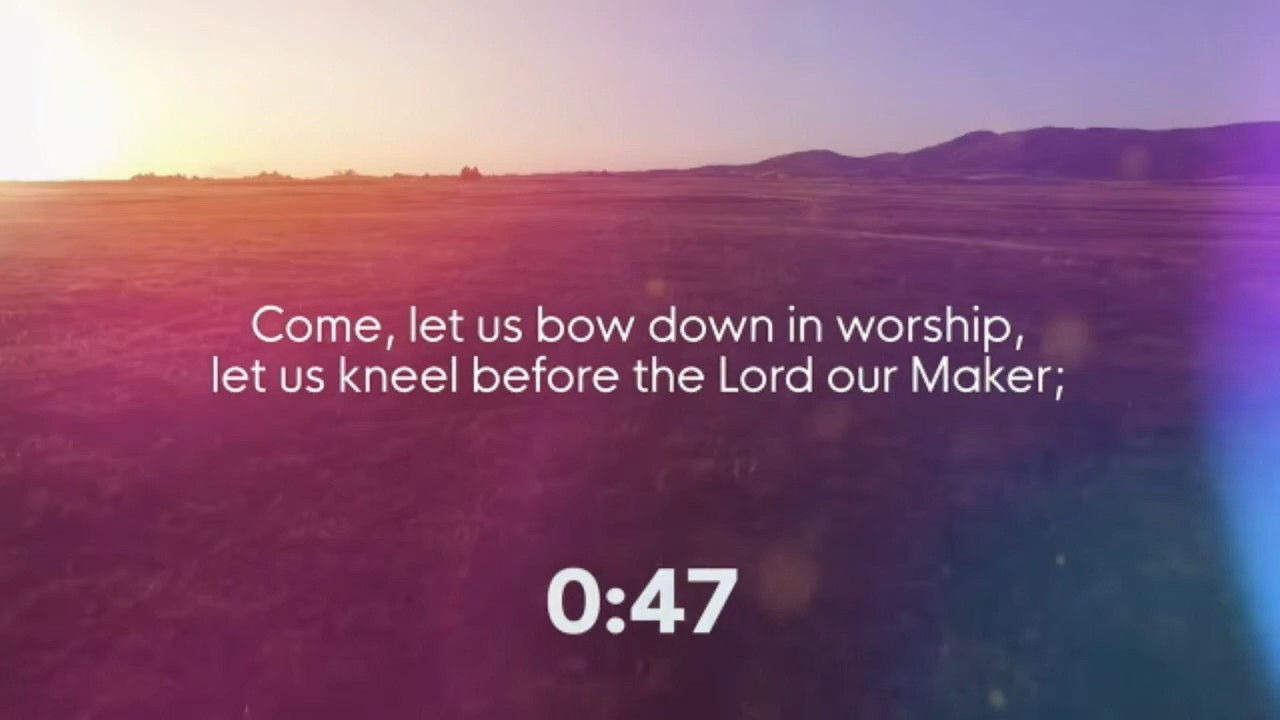 Come, let us bow down in worship,
let us kneel before the Lord our Maker;
0:47